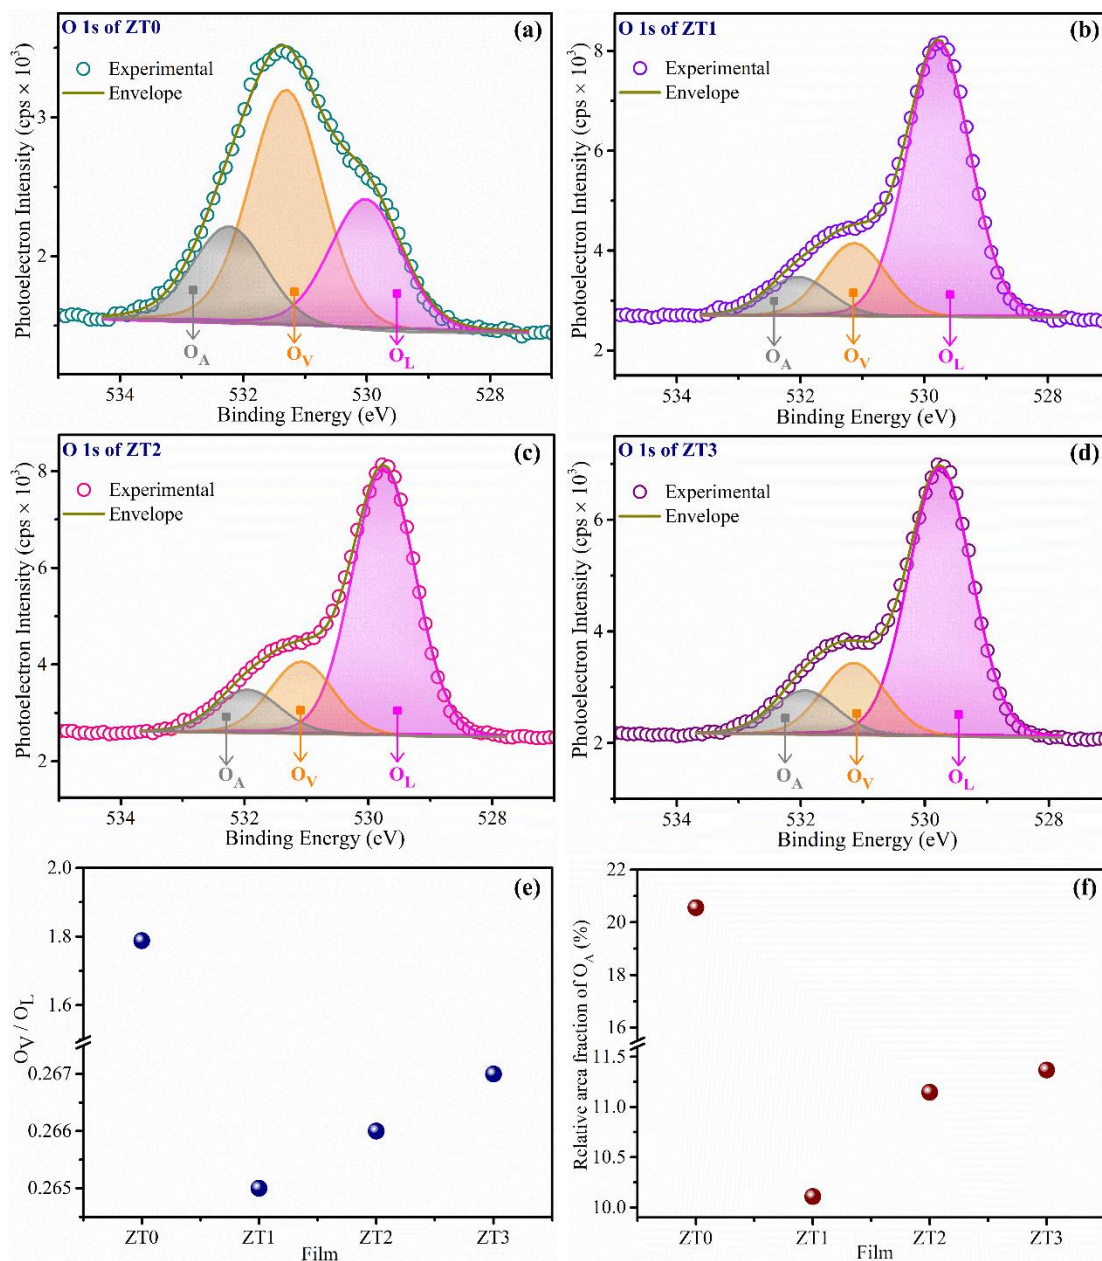 O 1s of ZT0
(a)
Experimental
Envelope
Photoelectron Intensity (cps × 10³)
3
2
O_A
O_V
O_L
534
532
530
528
Binding Energy (eV)
O 1s of ZT1
(b)
Experimental
Envelope
Photoelectron Intensity (cps × 10³)
8
6
4
2
O_A
O_V
O_L
534
532
530
528
Binding Energy (eV)
O 1s of ZT2
(c)
Experimental
Envelope
Photoelectron Intensity (cps × 10³)
8
6
4
2
O_A
O_V
O_L
534
532
530
528
Binding Energy (eV)
O 1s of ZT3
(d)
Experimental
Envelope
Photoelectron Intensity (cps × 10³)
8
6
4
2
O_A
O_V
O_L
534
532
530
528
Binding Energy (eV)
(e)
O_V / O_L
2.0
1.8
1.6
0.267
0.266
0.265
ZT0
ZT1
ZT2
ZT3
Film
(f)
Relative area fraction of O_A (%)
22
20
18
16
11.5
11.0
10.5
10.0
ZT0
ZT1
ZT2
ZT3
Film